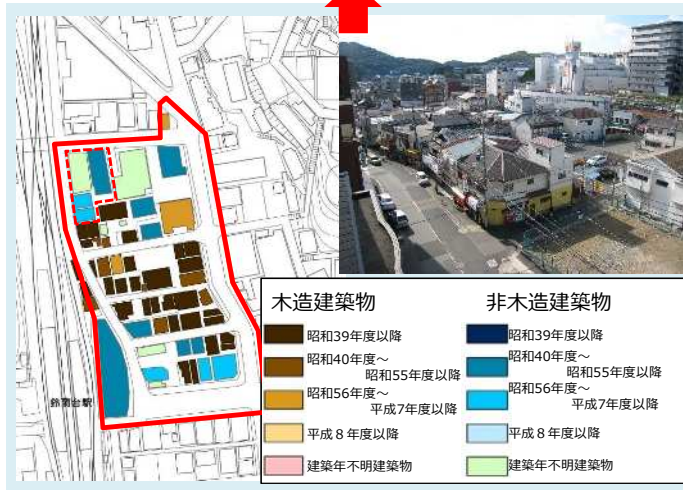 鈴蘭台駅
木造建築物
昭和39年度以降
昭和40年度～
昭和55年度以降
昭和56年度～
平成7年度以降
平成８年度以降
建築年不明建築物
非木造建築物
昭和39年度以降
昭和40年度～
昭和55年度以降
昭和56年度～
平成7年度以降
平成８年度以降
建築年不明建築物